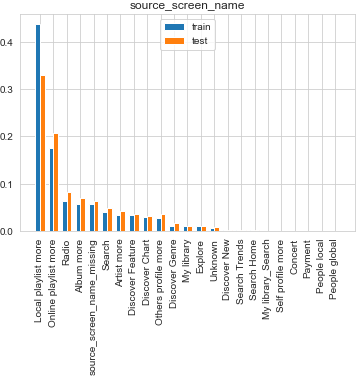 source_screen_name
train
test
0.4
0.3
0.2
0.1
0.0
Local playlist more
Online playlist more
Radio
Album more
source_screen_name_missing
Search
Artist more
Discover Feature
Discover Chart
Others profile more
Discover Genre
My library
Explore
Unknown
Discover New
Search Trends
Search Home
My library_Search
Self profile more
Concert
Payment
People local
People global